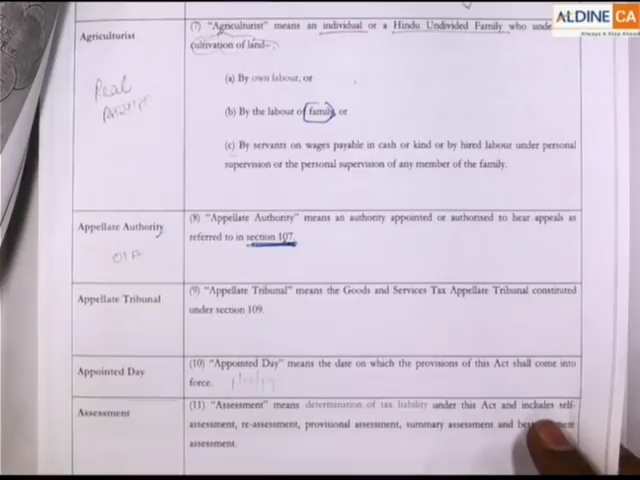 ALDINE CA
Always A Step Ahead
Agriculturist
(7) "Agriculturist" means an individual or a Hindu Undivided Family who unde
cultivation of land–
(a) By own labour, or
Real
(b) By the labour of family, or
(c) By servants on wages payable in cash or kind or by hired labour under personal
supervision or the personal supervision of any member of the family.
Appellate Authority
(8) "Appellate Authority" means an authority appointed or authorised to hear appeals as
referred to in section 107.
OIA
Appellate Tribunal
(9) "Appellate Tribunal" means the Goods and Services Tax Appellate Tribunal constituted
under section 109.
Appointed Day
(10) "Appointed Day" means the date on which the provisions of this Act shall come into
force.
Assessment
(11) "Assessment" means determination of tax liability under this Act and includes self-
assessment, re-assessment, provisional assessment, summary assessment and best
assessment.